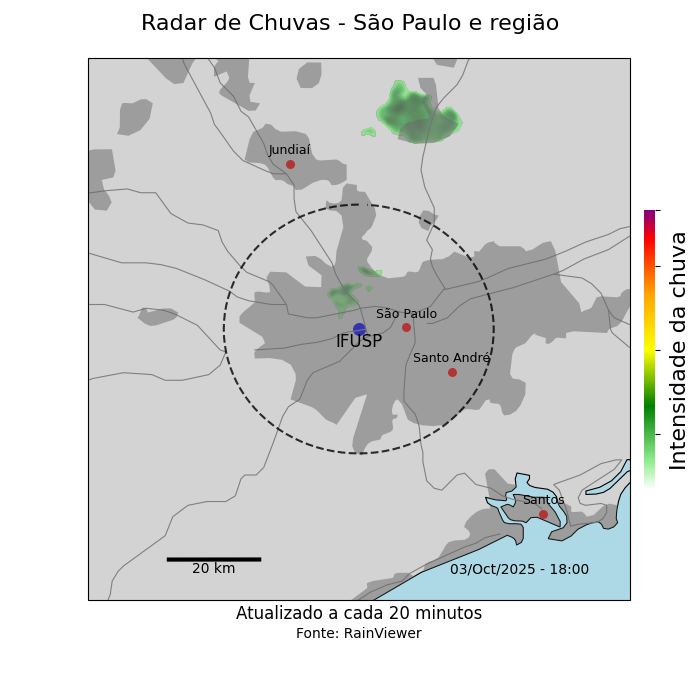 Radar de Chuvas - São Paulo e região
Jundiaí
São Paulo
IFUSP
Santo André
Santos
20 km
03/Oct/2025 - 18:00
Intensidade da chuva
Atualizado a cada 20 minutos
Fonte: RainViewer